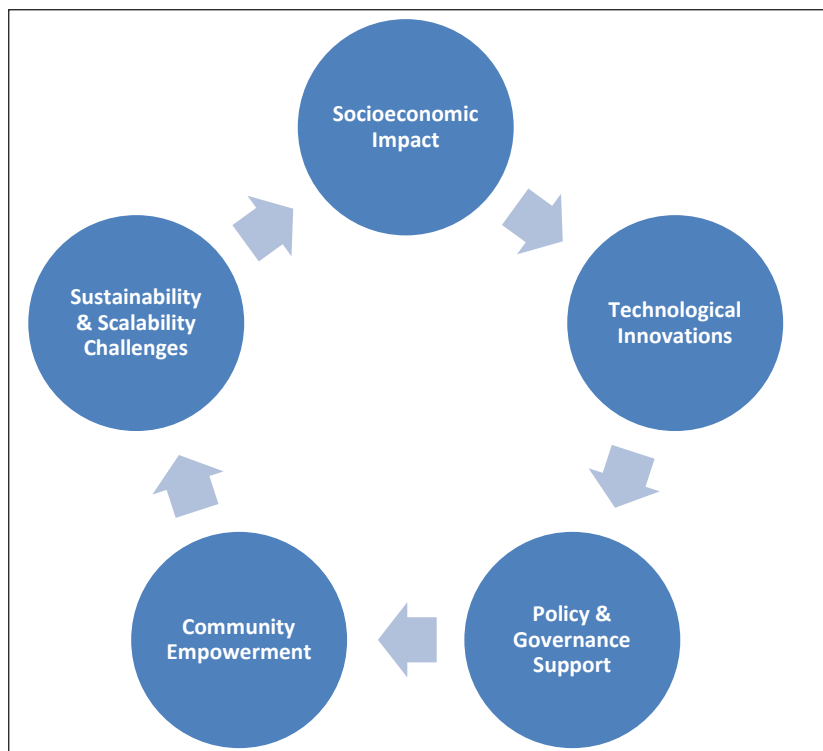 Socioeconomic
Impact
Technological
Innovations
Policy &
Governance
Support
Community
Empowerment
Sustainability
& Scalability
Challenges